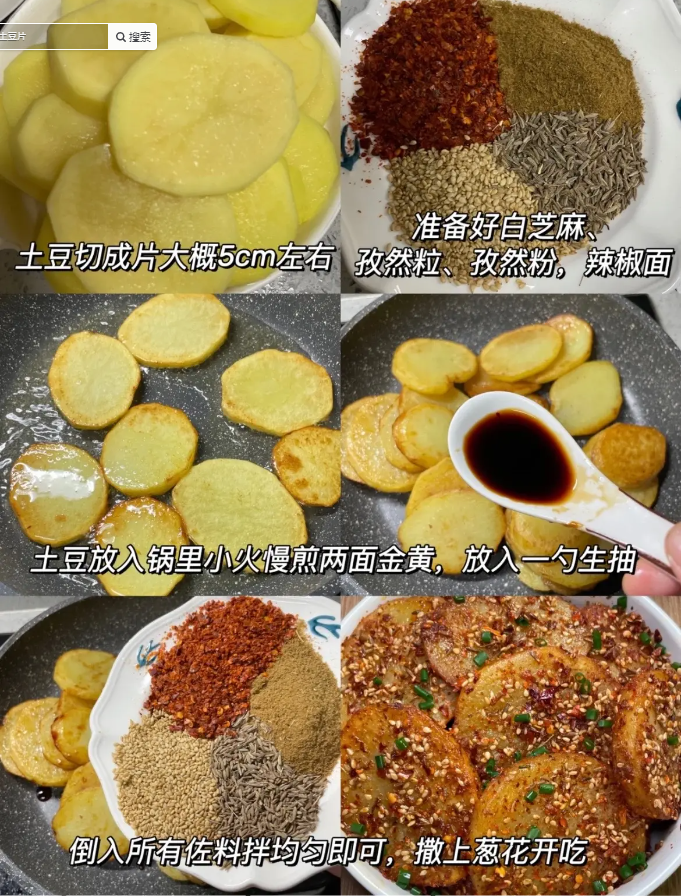 土豆片
搜索
土豆切成片大概5cm左右
准备好白芝麻、
孜然粒、孜然粉，辣椒面
土豆放入锅里小火慢煎两面金黄，放入一勺生抽
倒入所有佐料拌均匀即可，撒上葱花开吃